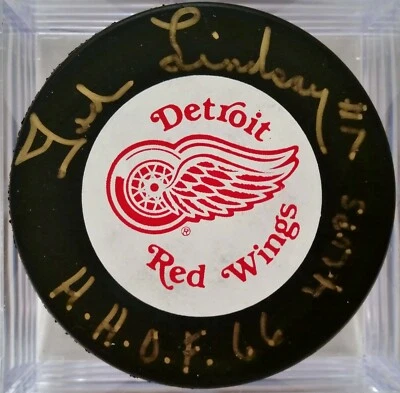 Ted Lindsay #7
4 Cups
H.H.O.F. 66
Detroit
Red Wings
®